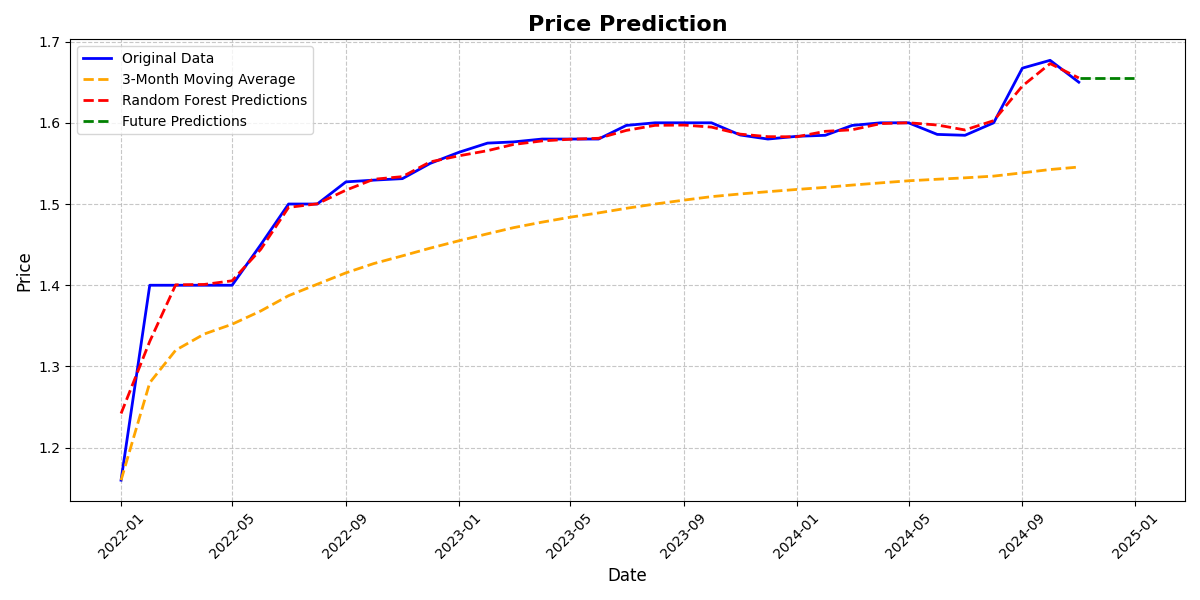 Price Prediction
Original Data
3-Month Moving Average
Random Forest Predictions
Future Predictions
1.7
1.6
1.5
1.4
1.3
1.2
Price
2022-01
2022-05
2022-09
2023-01
2023-05
2023-09
2024-01
2024-05
2024-09
2025-01
Date